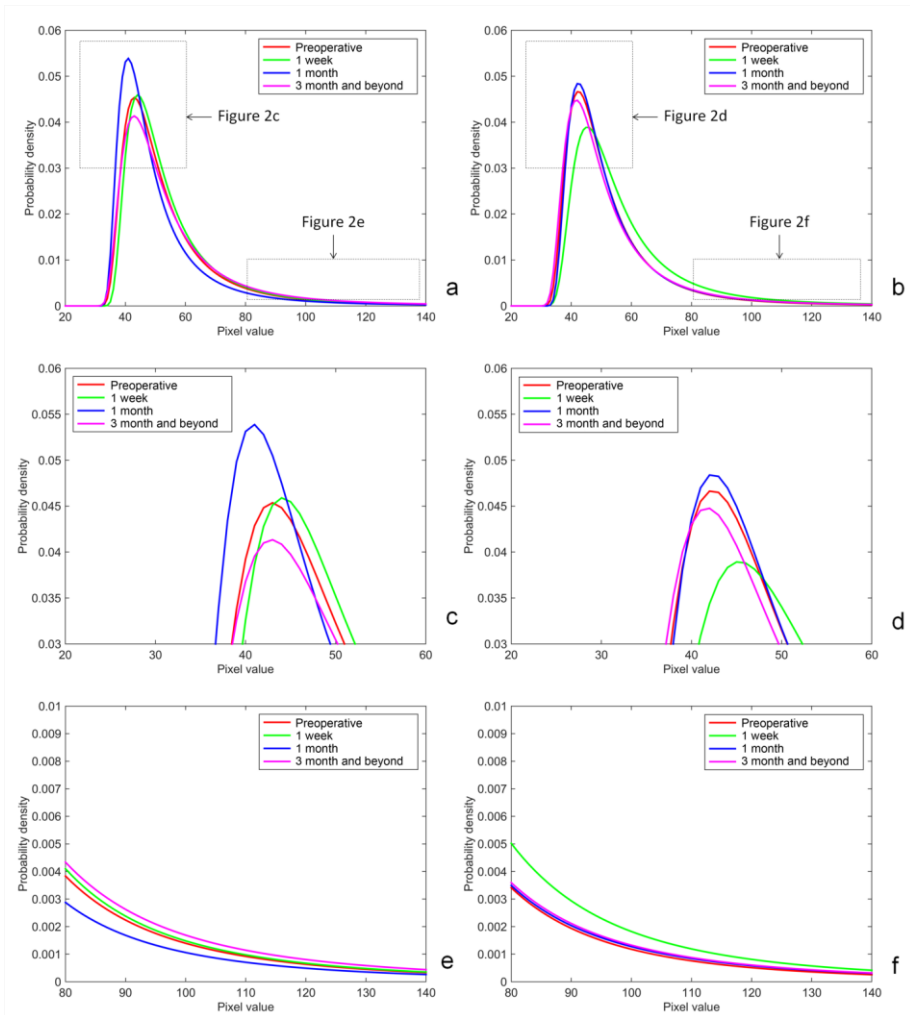 0.06
0.05
0.04
0.03
0.02
0.01
0
Probability density
20 40 60 80 100 120 140
Pixel value
Preoperative
1 week
1 month
3 month and beyond
Figure 2c
Figure 2e
a
0.06
0.05
0.04
0.03
0.02
0.01
0
Probability density
20 40 60 80 100 120 140
Pixel value
Preoperative
1 week
1 month
3 month and beyond
Figure 2d
Figure 2f
b
0.06
0.055
0.05
0.045
0.04
0.035
0.03
Probability density
20 30 40 50 60
Pixel value
Preoperative
1 week
1 month
3 month and beyond
c
0.06
0.055
0.05
0.045
0.04
0.035
0.03
Probability density
20 30 40 50 60
Pixel value
Preoperative
1 week
1 month
3 month and beyond
d
0.01
0.009
0.008
0.007
0.006
0.005
0.004
0.003
0.002
0.001
0
Probability density
80 90 100 110 120 130 140
Pixel value
Preoperative
1 week
1 month
3 month and beyond
e
0.01
0.009
0.008
0.007
0.006
0.005
0.004
0.003
0.002
0.001
0
Probability density
80 90 100 110 120 130 140
Pixel value
Preoperative
1 week
1 month
3 month and beyond
f